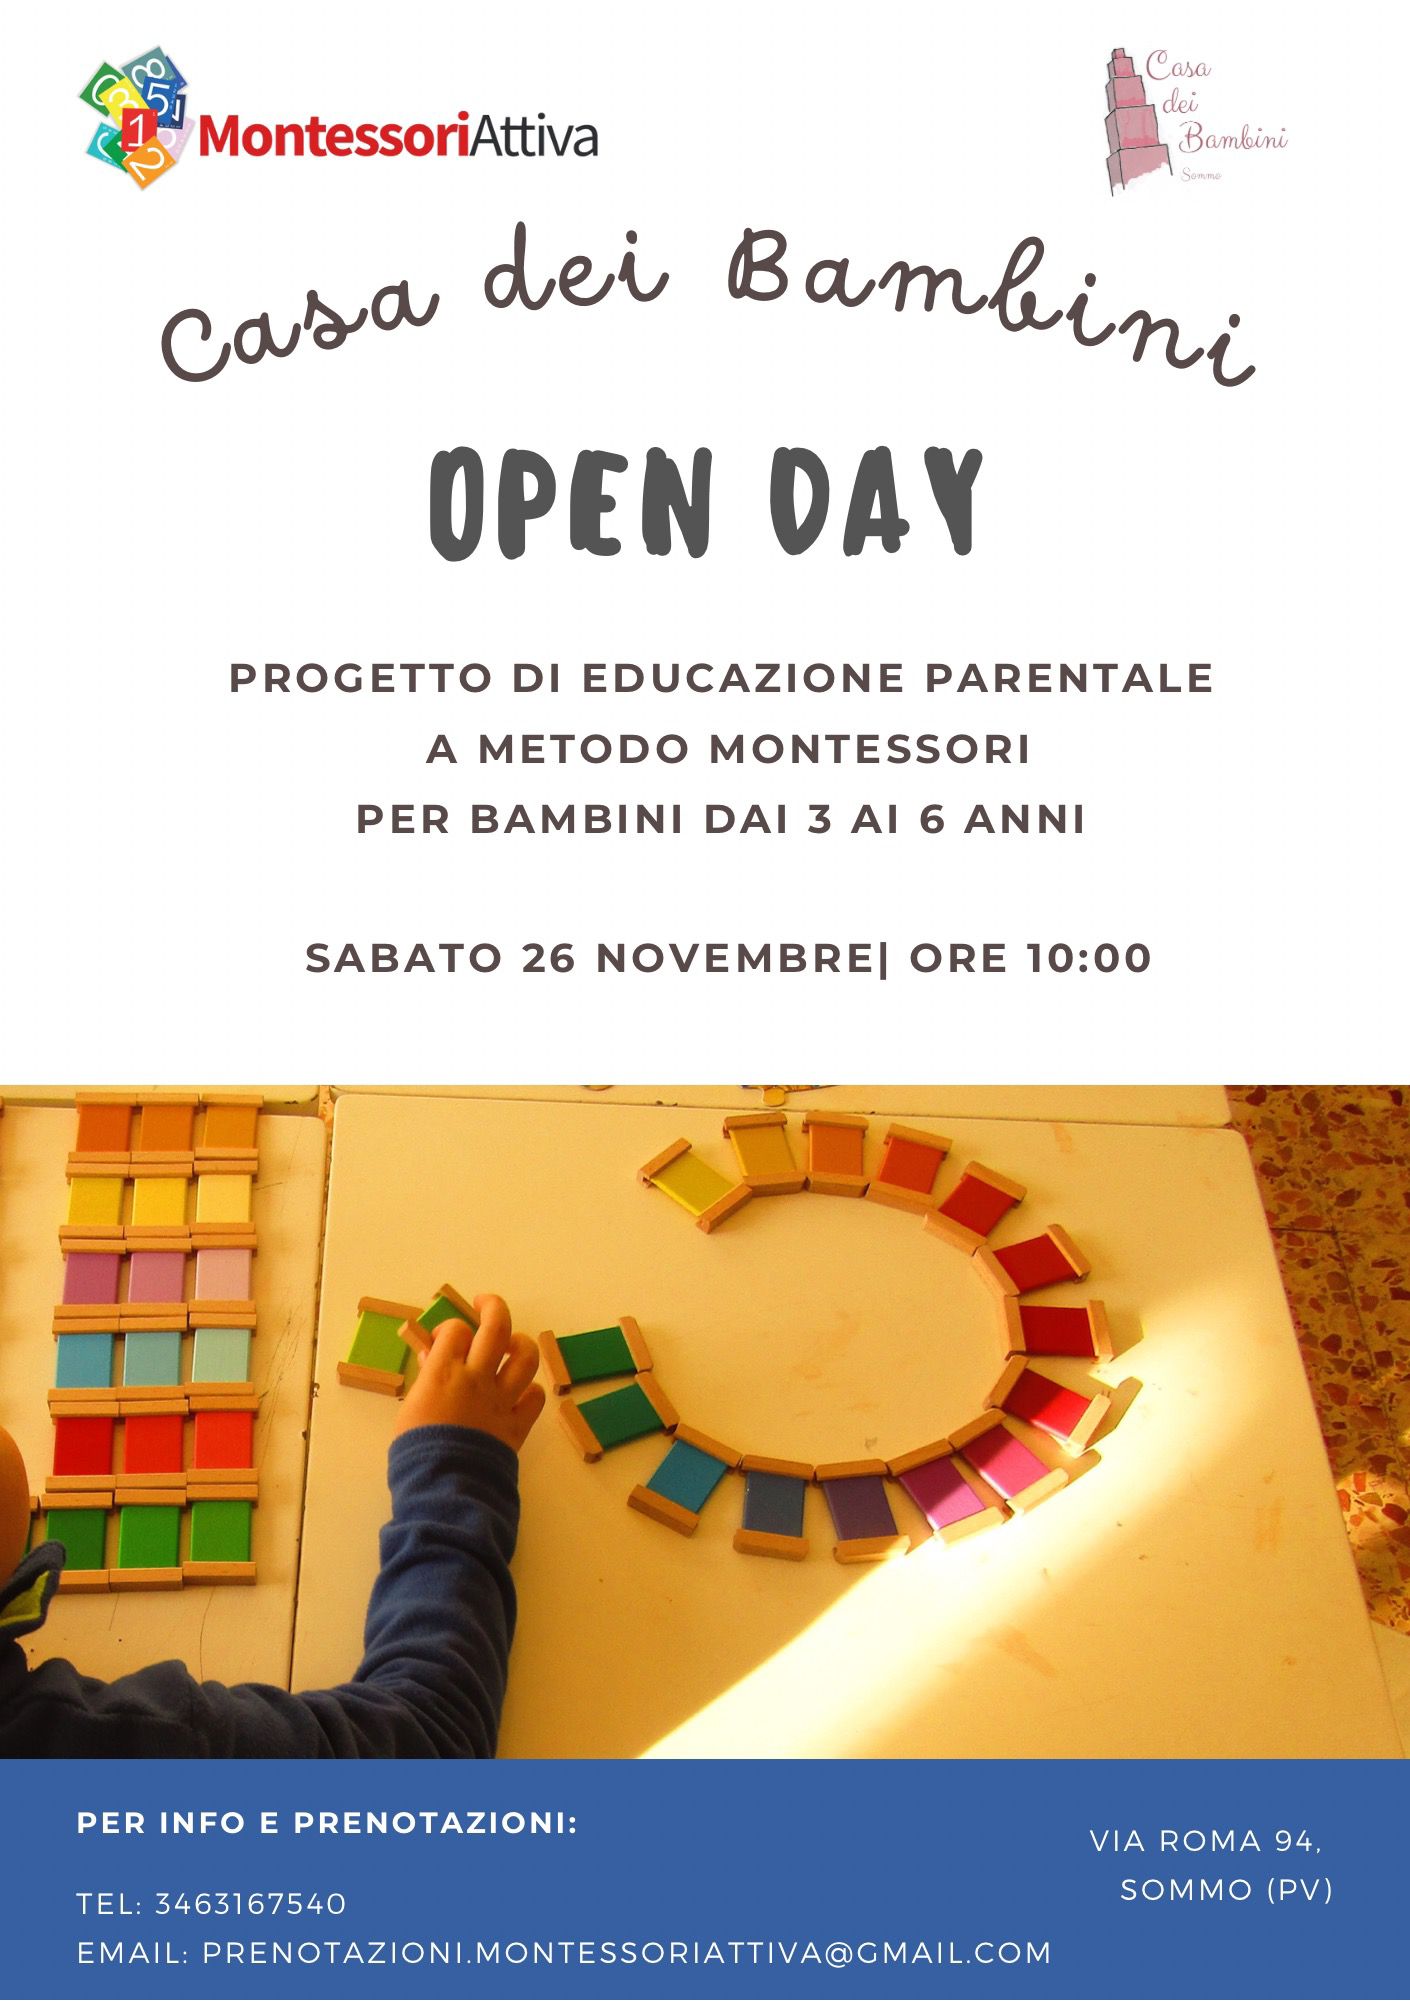 MontessoriAttiva
Casa
dei
Bambini
Sommo
Casa dei Bambini
OPEN DAY
PROGETTO DI EDUCAZIONE PARENTALE
A METODO MONTESSORI
PER BAMBINI DAI 3 AI 6 ANNI
SABATO 26 NOVEMBRE| ORE 10:00
PER INFO E PRENOTAZIONI:
TEL: 3463167540
EMAIL: PRENOTAZIONI.MONTESSORIATTIVA@GMAIL.COM
VIA ROMA 94,
SOMMO (PV)